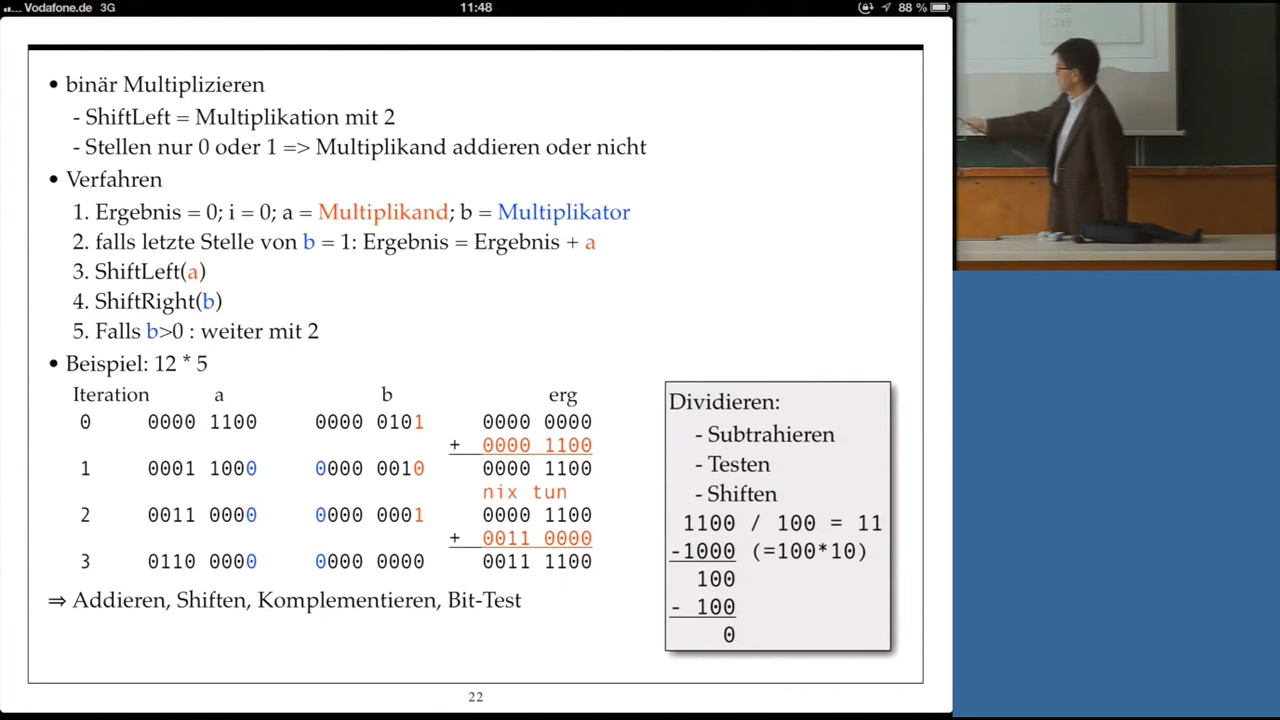 Vodafone.de 3G 11:48 88 %
• binär Multiplizieren
- ShiftLeft = Multiplikation mit 2
- Stellen nur 0 oder 1 => Multiplikand addieren oder nicht
• Verfahren
1. Ergebnis = 0; i = 0; a = Multiplikand; b = Multiplikator
2. falls letzte Stelle von b = 1: Ergebnis = Ergebnis + a
3. ShiftLeft(a)
4. ShiftRight(b)
5. Falls b>0 : weiter mit 2
• Beispiel: 12 * 5
Iteration a b erg
0 0000 1100 0000 0101 0000 0000
+ 0000 1100
1 0001 1000 0000 0010 0000 1100
nix tun
2 0011 0000 0000 0001 0000 1100
+ 0011 0000
3 0110 0000 0000 0000 0011 1100
⇒ Addieren, Shiften, Komplementieren, Bit-Test
Dividieren:
- Subtrahieren
- Testen
- Shiften
1100 / 100 = 11
-1000 (=100*10)
100
- 100
0
22